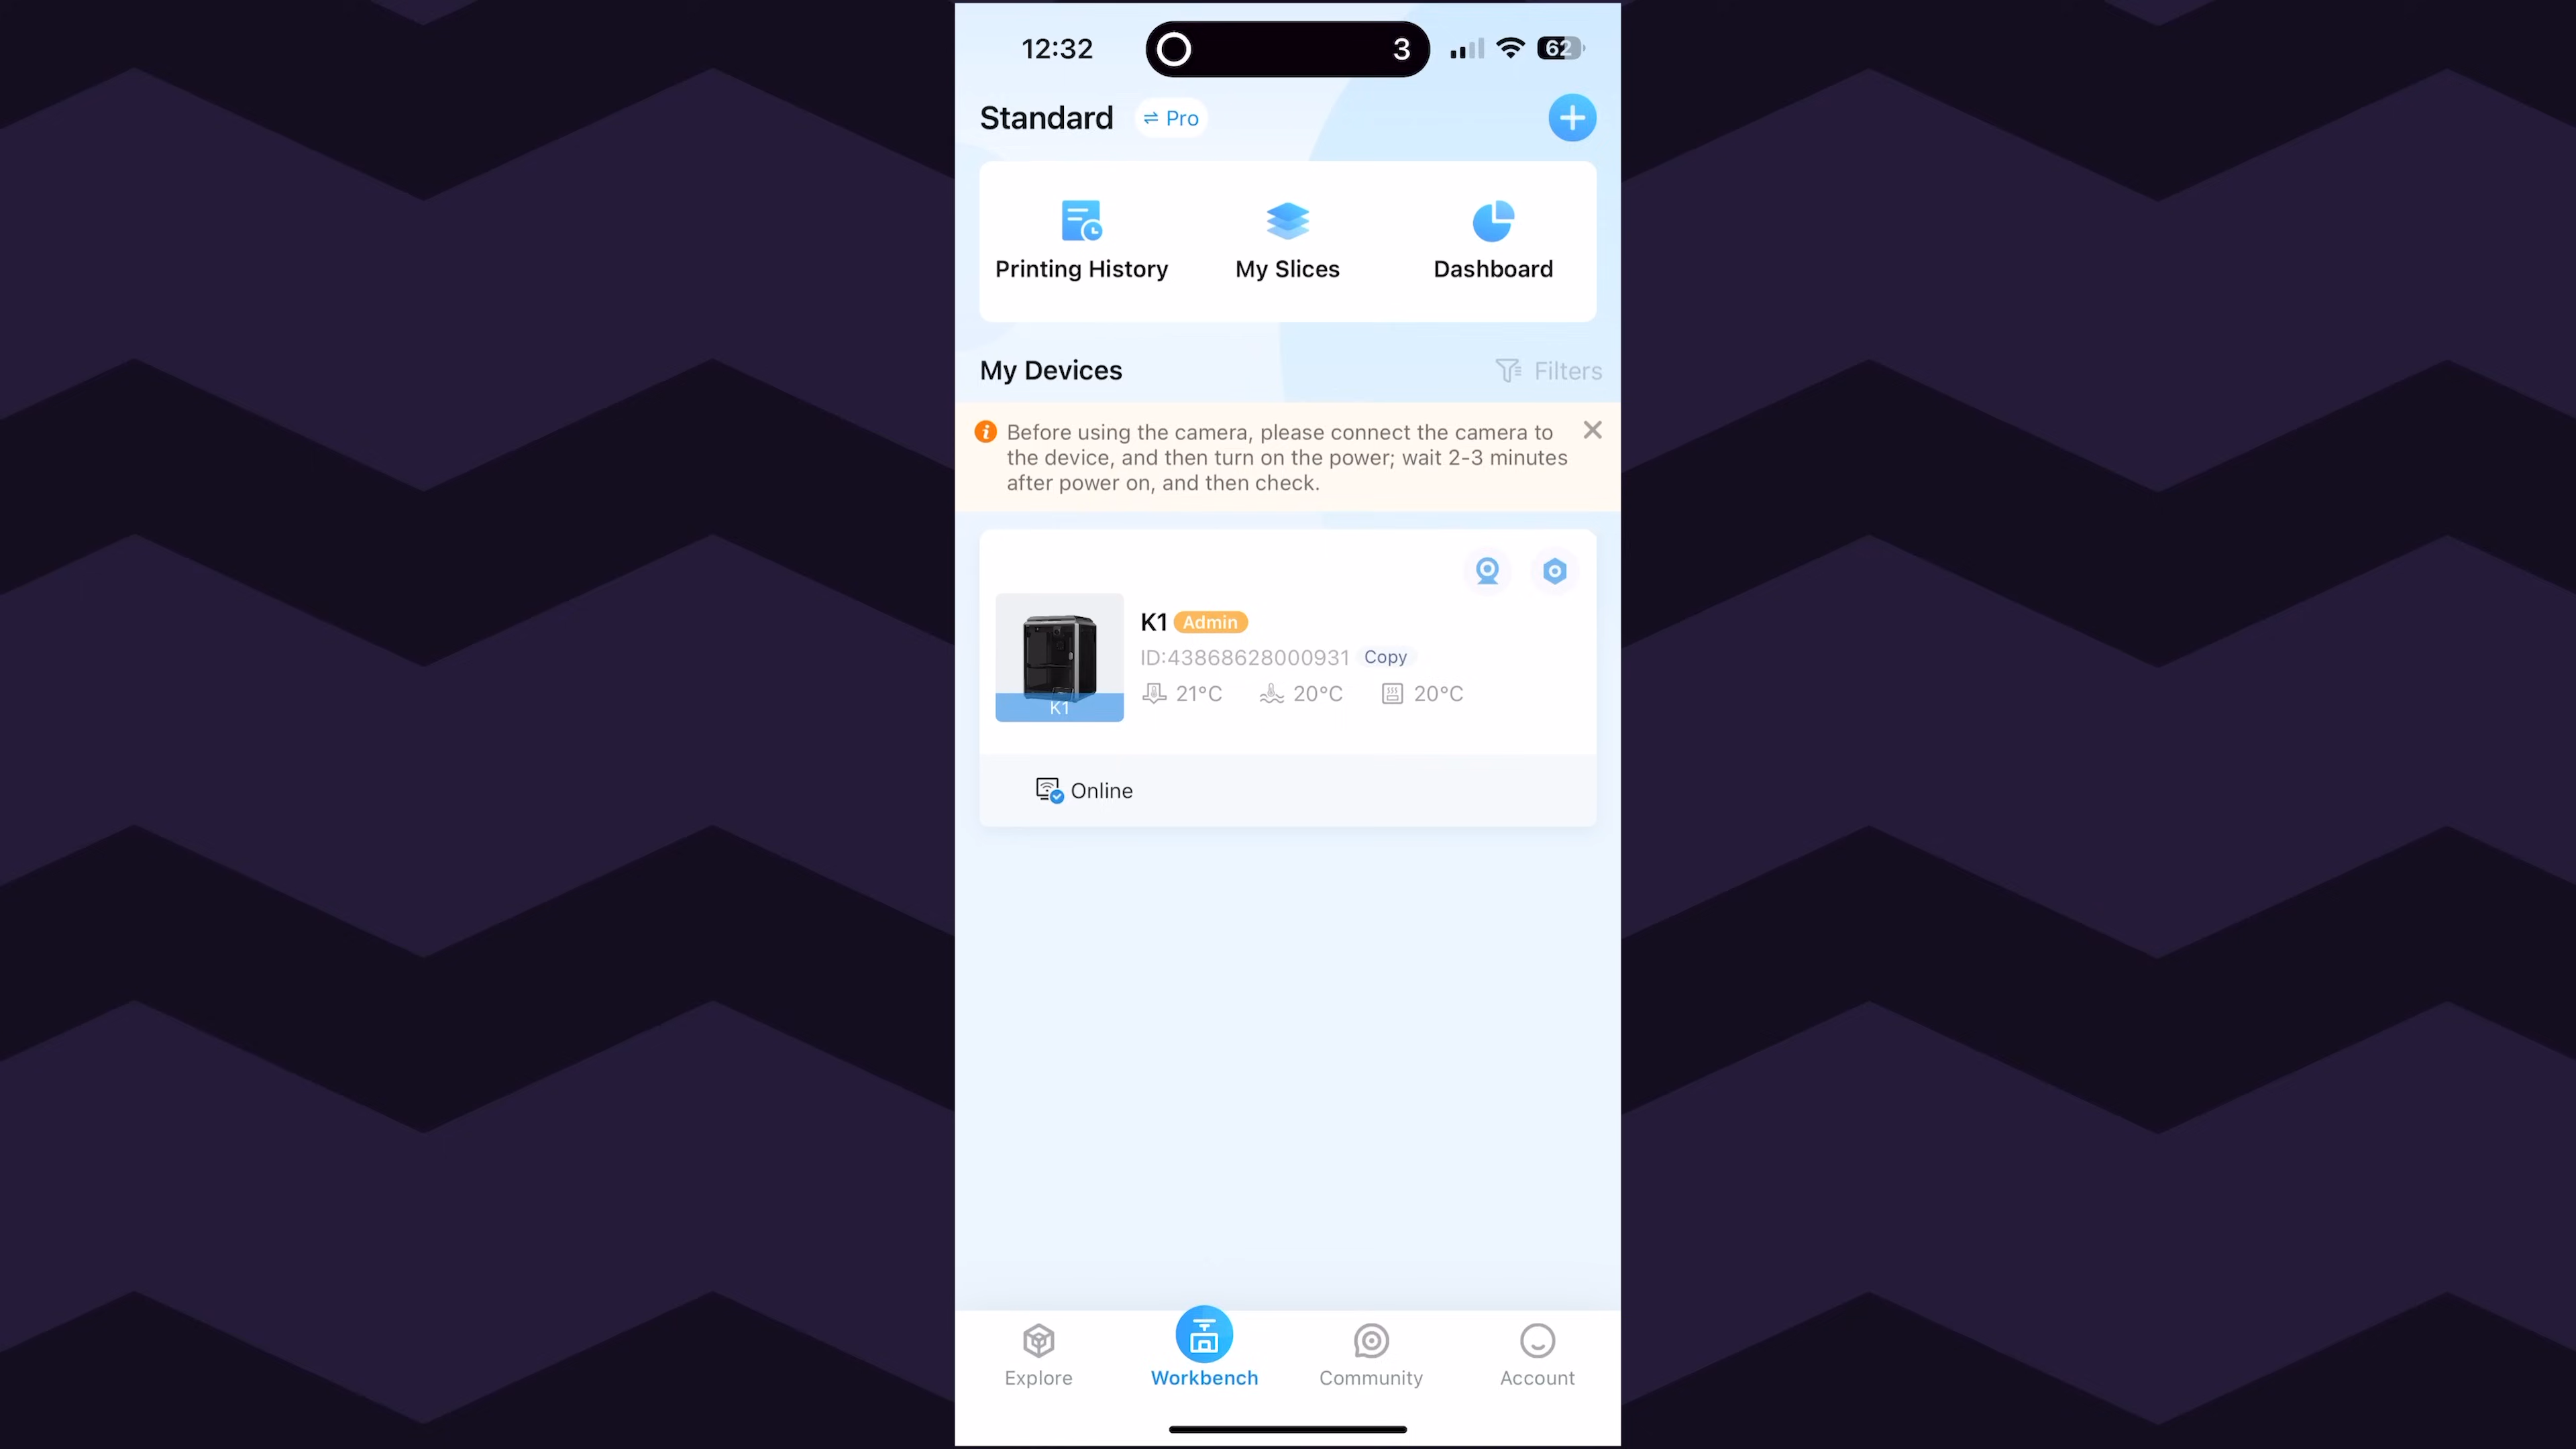 12:32
3
62
Standard
⇌ Pro
Printing History
My Slices
Dashboard
My Devices
Filters
Before using the camera, please connect the camera to
the device, and then turn on the power; wait 2-3 minutes
after power on, and then check.
K1 Admin
ID:43868628000931 Copy
21°C 20°C 20°C
K1
Online
Explore
Workbench
Community
Account